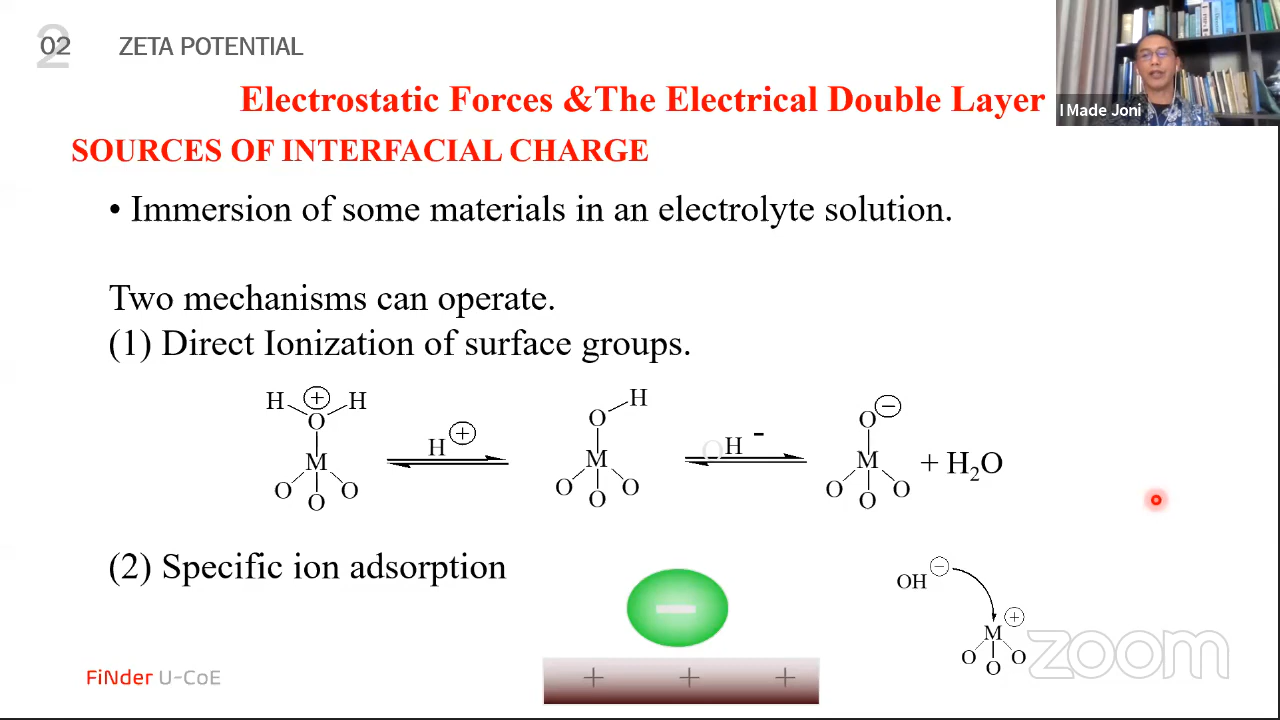 02 ZETA POTENTIAL
I Made Joni
Electrostatic Forces &The Electrical Double Layer
SOURCES OF INTERFACIAL CHARGE
• Immersion of some materials in an electrolyte solution.
Two mechanisms can operate.
(1) Direct Ionization of surface groups.
H + H
O
M
O O O
H +
H
O
M
O O O
OH -
O −
M
O O O
+ H₂O
(2) Specific ion adsorption
−
+ + +
OH −
M +
O O O
zoom
FiNder U-CoE